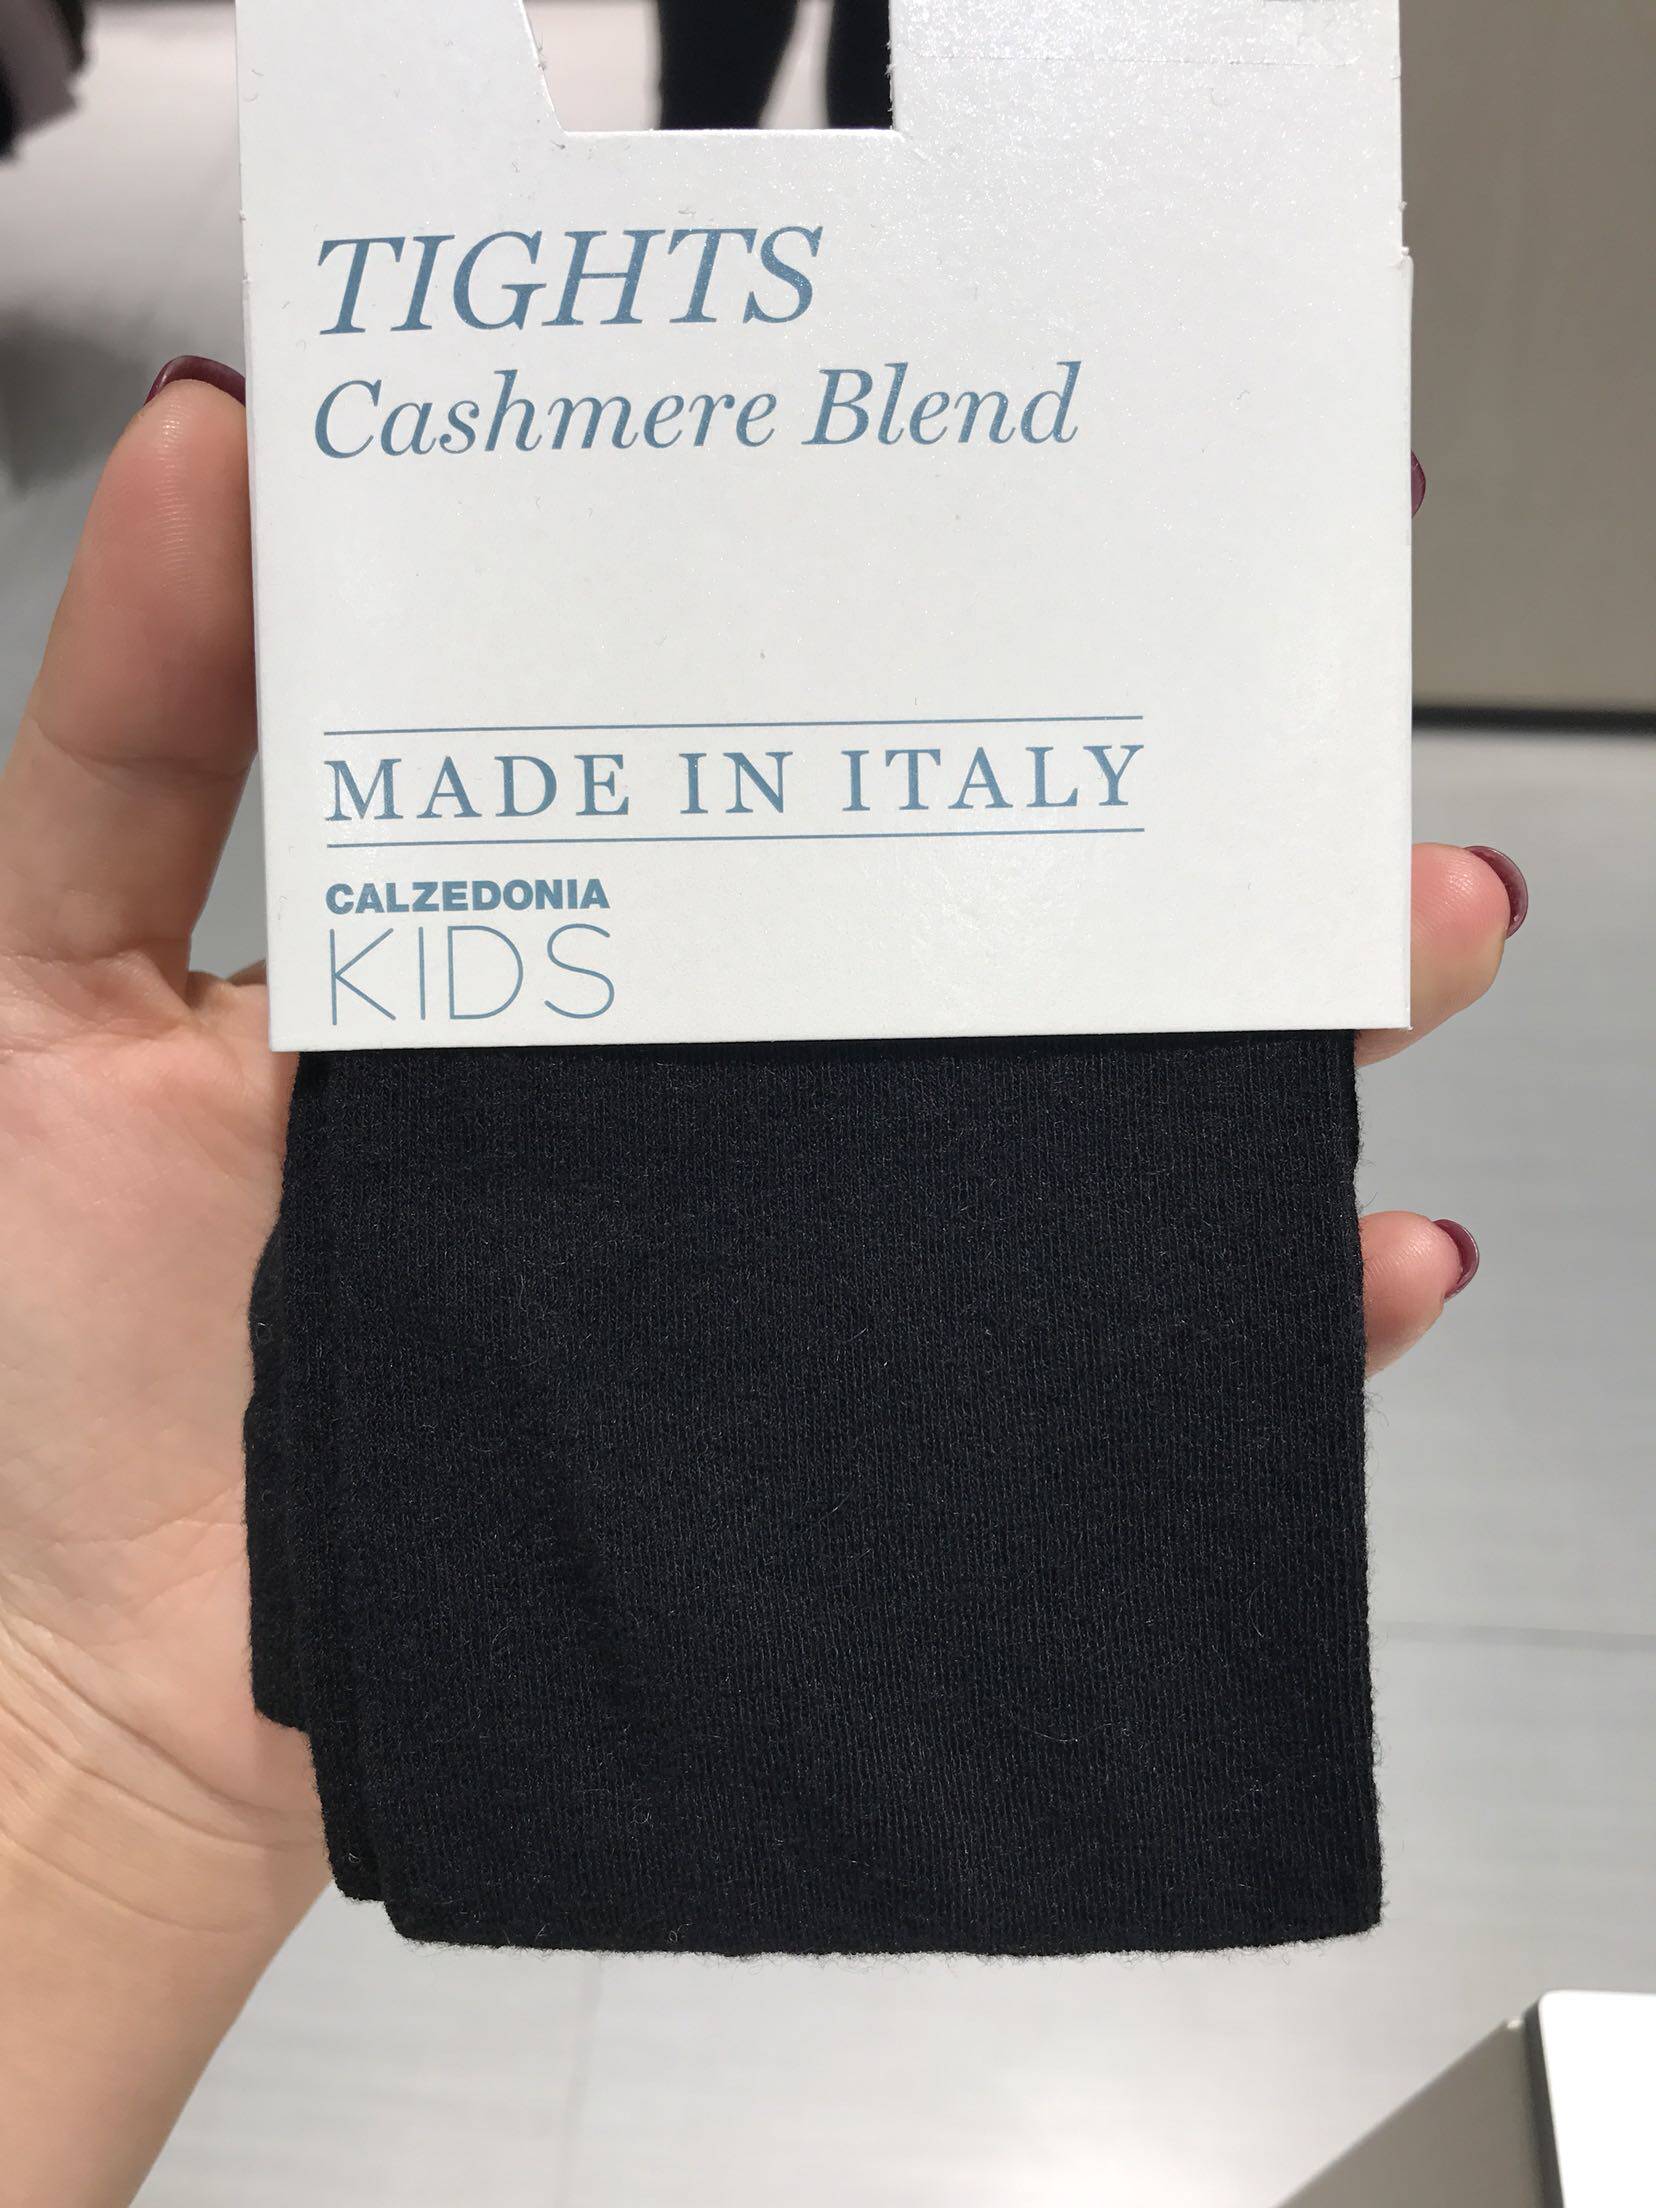 TIGHTS
Cashmere Blend
MADE IN ITALY
CALZEDONIA
KIDS